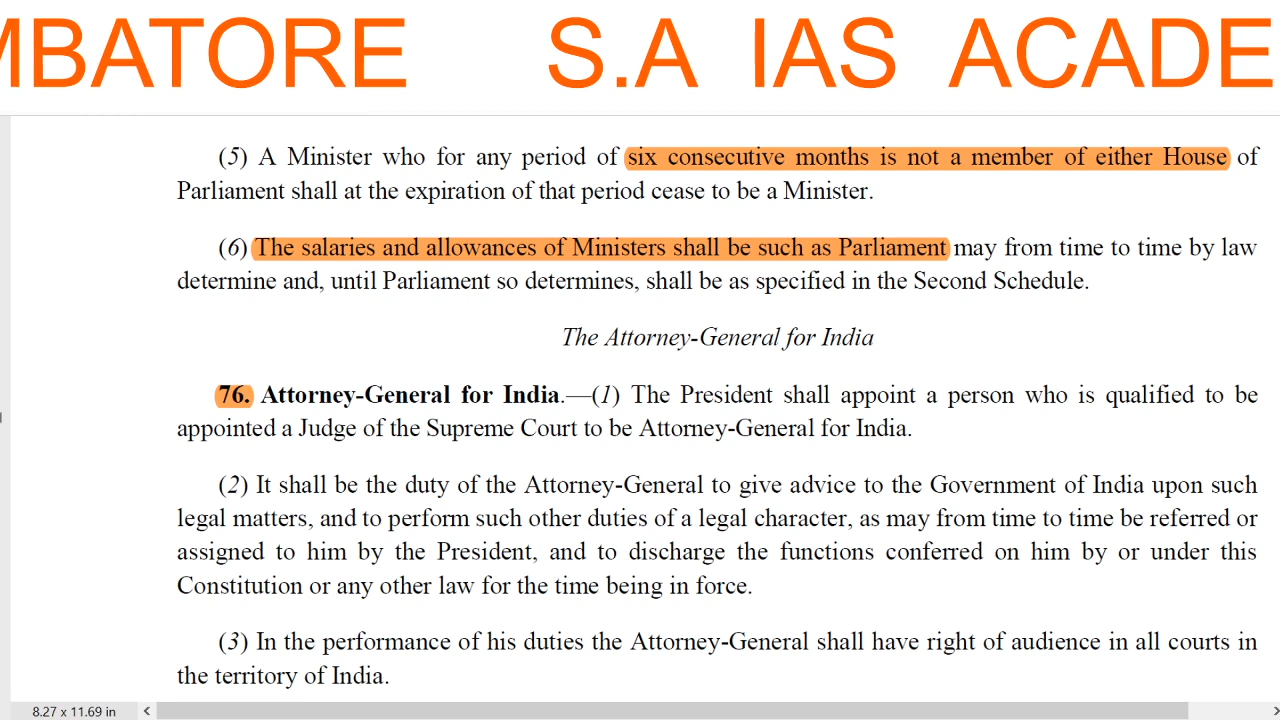 MBATORE S.A IAS ACADE
(5) A Minister who for any period of six consecutive months is not a member of either House of
Parliament shall at the expiration of that period cease to be a Minister.
(6) The salaries and allowances of Ministers shall be such as Parliament may from time to time by law
determine and, until Parliament so determines, shall be as specified in the Second Schedule.
The Attorney-General for India
76. Attorney-General for India.—(1) The President shall appoint a person who is qualified to be
appointed a Judge of the Supreme Court to be Attorney-General for India.
(2) It shall be the duty of the Attorney-General to give advice to the Government of India upon such
legal matters, and to perform such other duties of a legal character, as may from time to time be referred or
assigned to him by the President, and to discharge the functions conferred on him by or under this
Constitution or any other law for the time being in force.
(3) In the performance of his duties the Attorney-General shall have right of audience in all courts in
the territory of India.
8.27 x 11.69 in